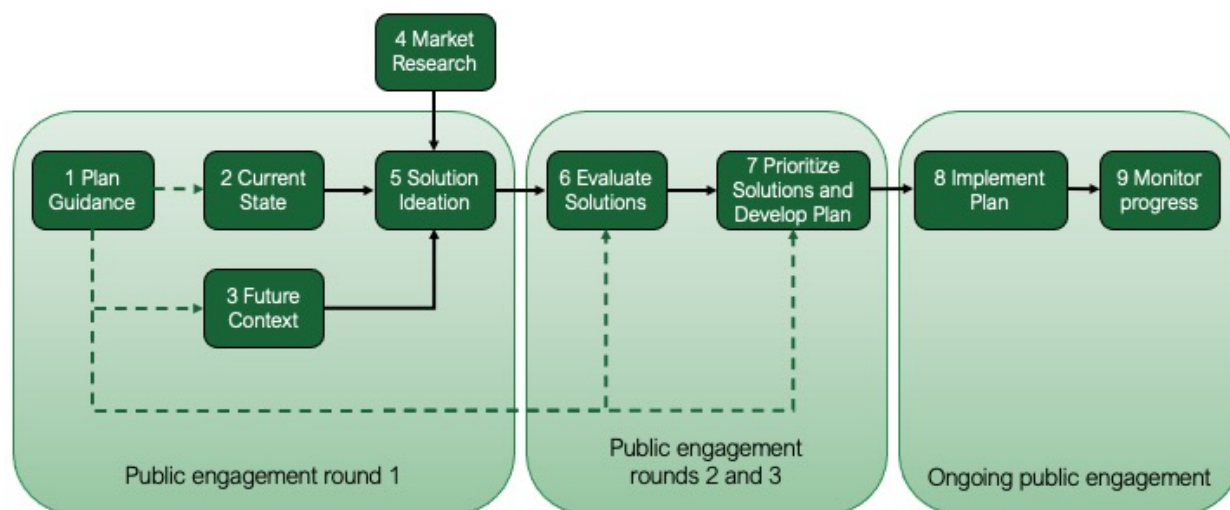 4 Market
Research
1 Plan
Guidance
2 Current
State
5 Solution
Ideation
6 Evaluate
Solutions
7 Prioritize
Solutions and
Develop Plan
8 Implement
Plan
9 Monitor
progress
3 Future
Context
Public engagement round 1
Public engagement
rounds 2 and 3
Ongoing public engagement